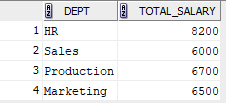 DEPT TOTAL_SALARY
1 HR 8200
2 Sales 6000
3 Production 6700
4 Marketing 6500